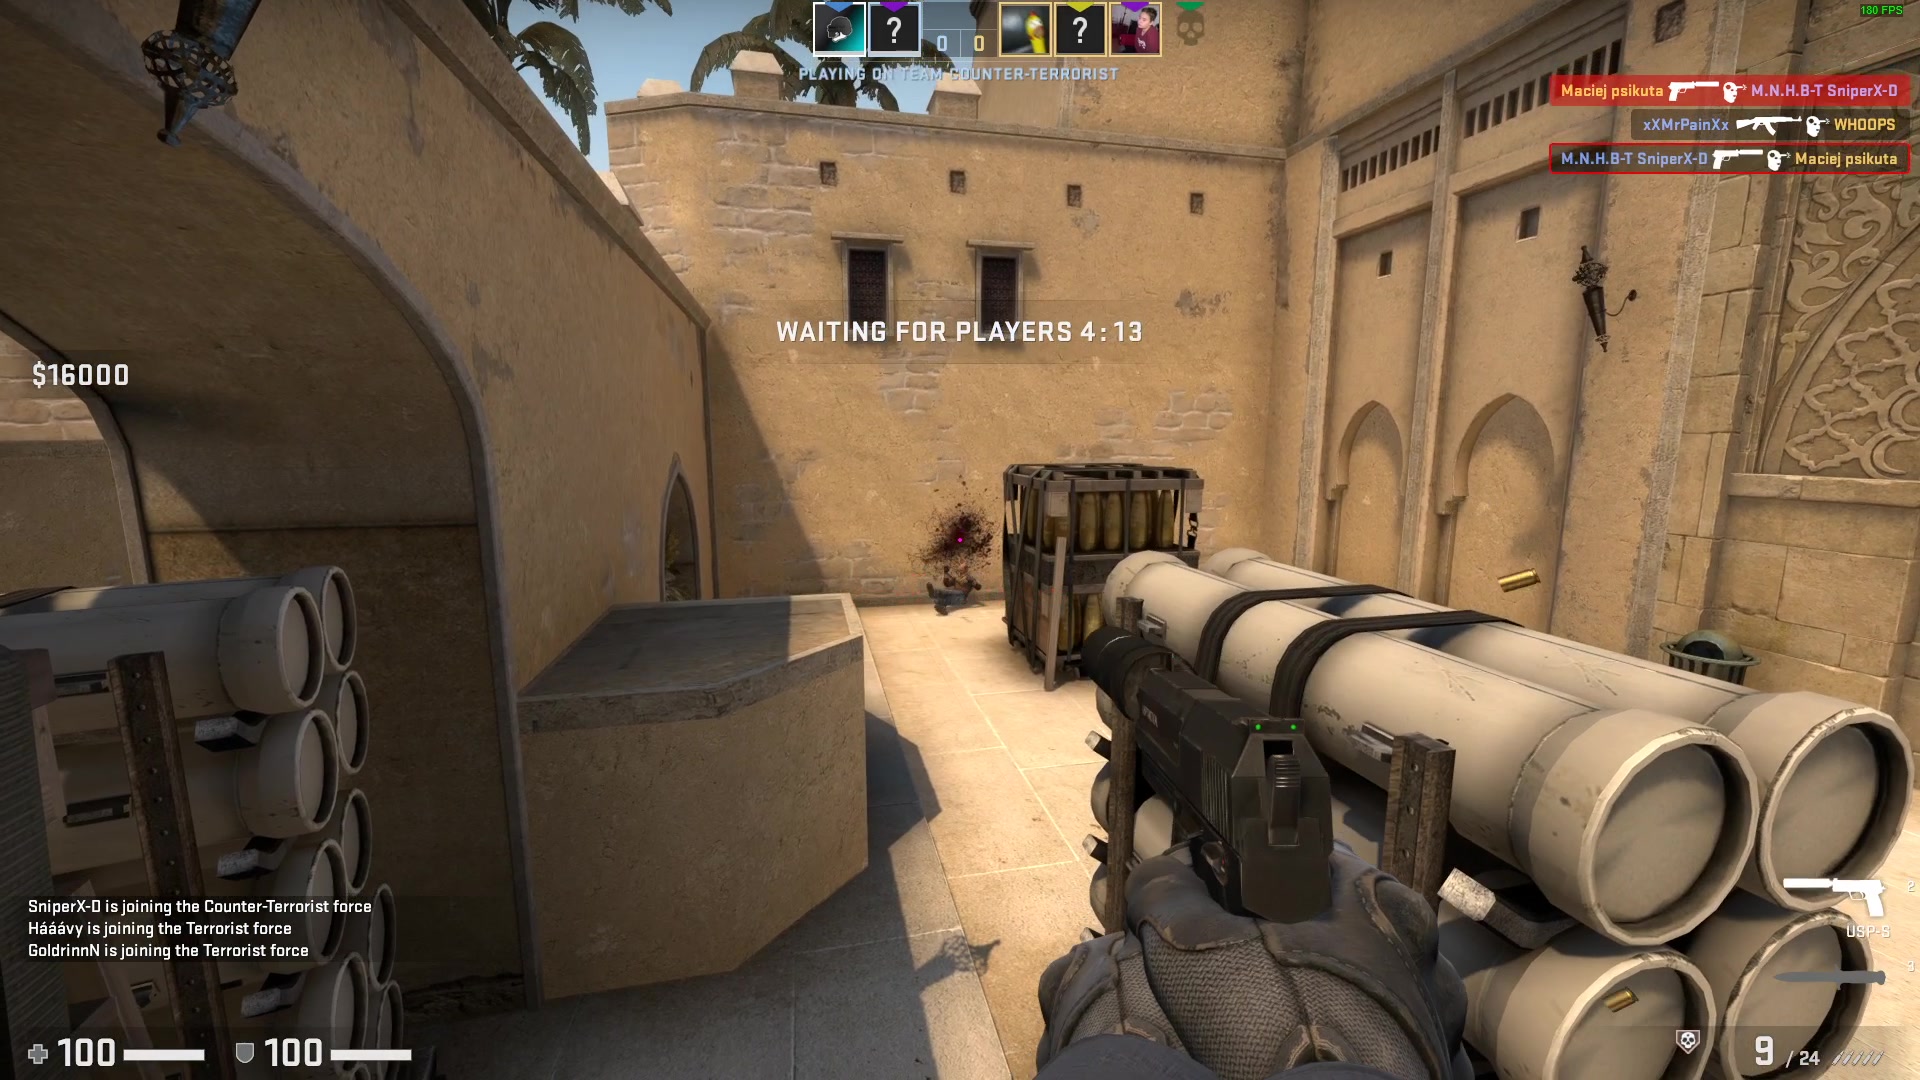 180 FPS
? 0 0 ?
PLAYING ON TEAM COUNTER-TERRORIST
Maciej psikuta M.N.H.B-T SniperX-D
xXMrPainXx WHOOPS
M.N.H.B-T SniperX-D Maciej psikuta
WAITING FOR PLAYERS 4:13
$16000
SniperX-D is joining the Counter-Terrorist force
Hááávy is joining the Terrorist force
GoldrinnN is joining the Terrorist force
2
USP-S
3
100 100
9 / 24